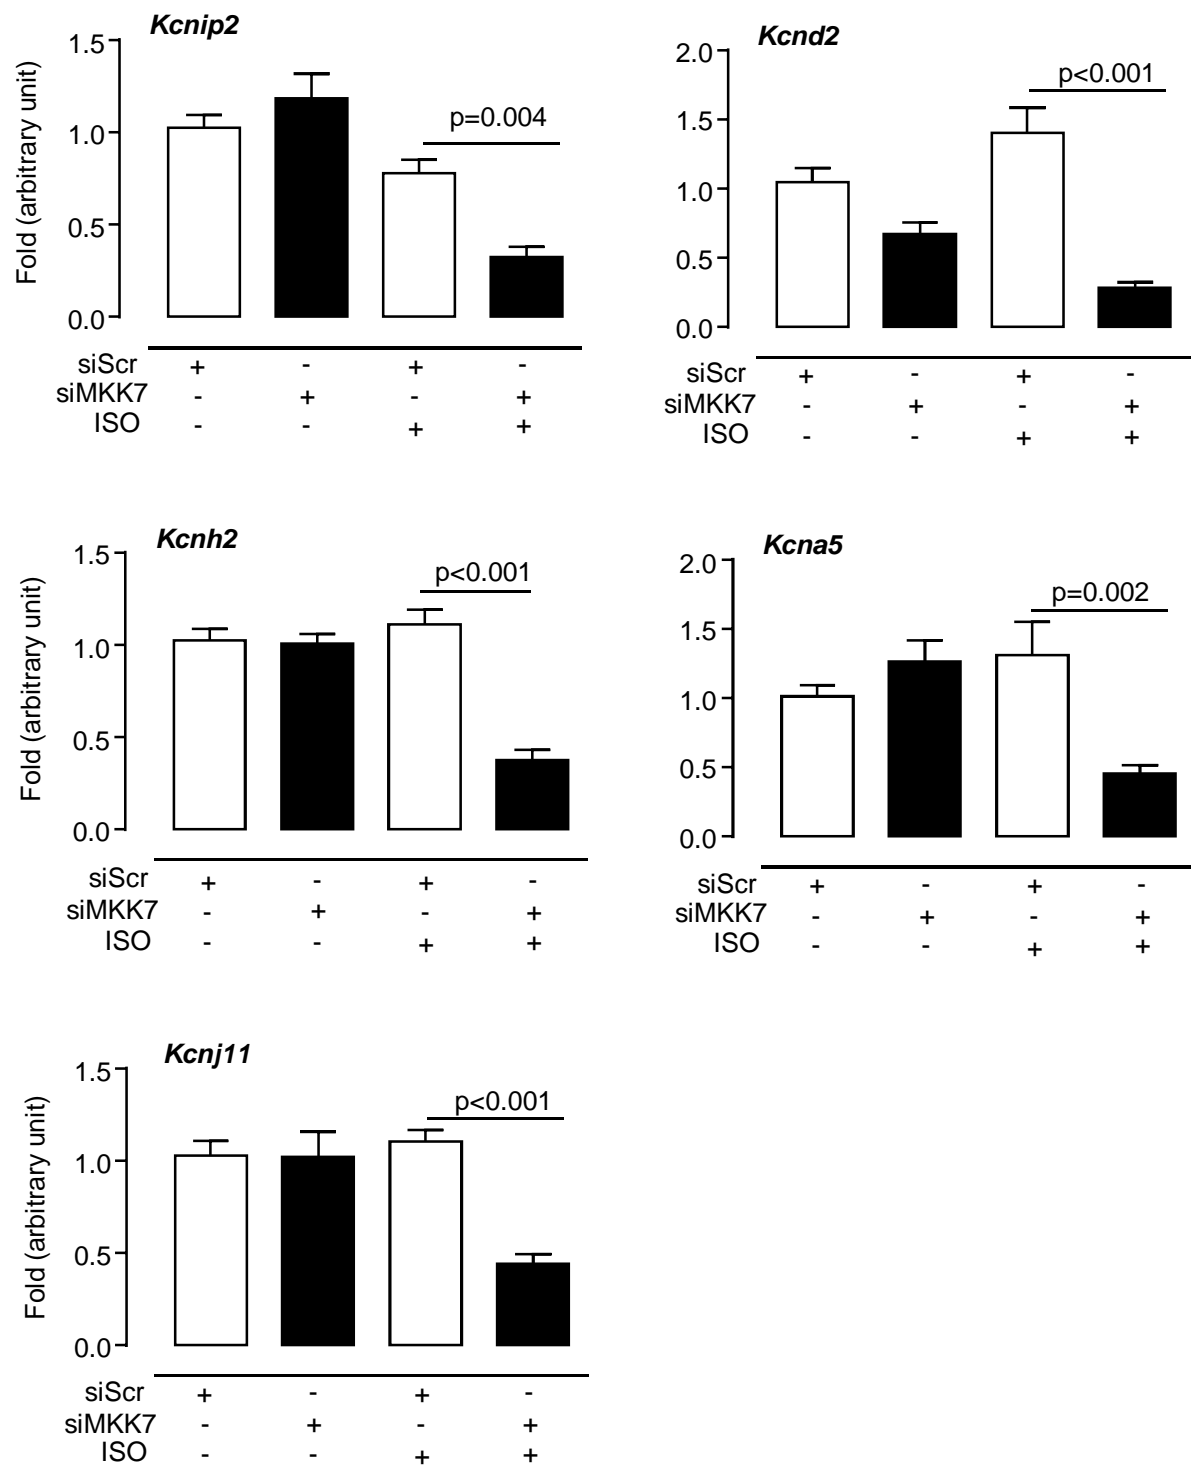 Kcnip2
Fold (arbitrary unit)
1.5
1.0
0.5
0.0
p=0.004
siScr + - + -
siMKK7 - + - +
ISO - - + +
Kcnd2
2.0
1.5
1.0
0.5
0.0
p<0.001
siScr + - + -
siMKK7 - + - +
ISO - - + +
Kcnh2
Fold (arbitrary unit)
1.5
1.0
0.5
0.0
p<0.001
siScr + - + -
siMKK7 - + - +
ISO - - + +
Kcna5
2.0
1.5
1.0
0.5
0.0
p=0.002
siScr + - + -
siMKK7 - + - +
ISO - - + +
Kcnj11
Fold (arbitrary unit)
1.5
1.0
0.5
0.0
p<0.001
siScr + - + -
siMKK7 - + - +
ISO - - + +